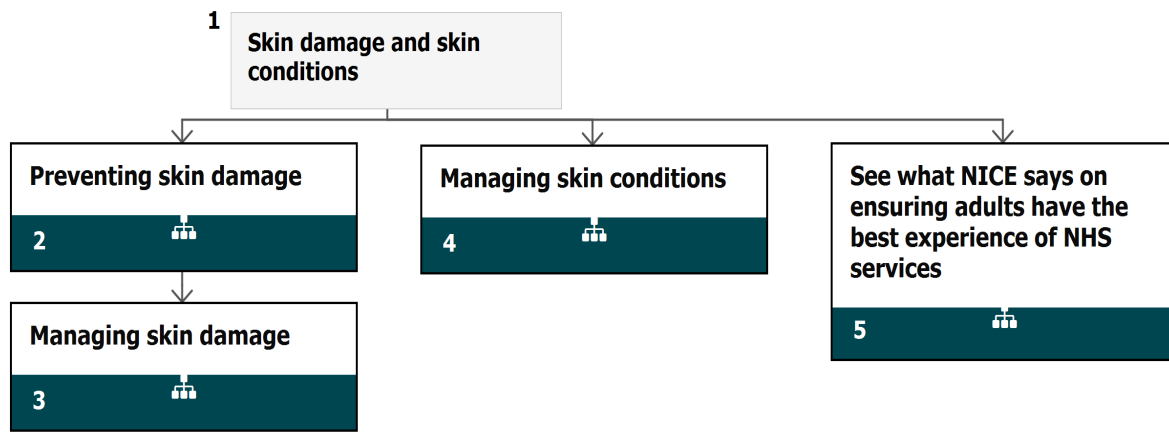 1
Skin damage and skin
conditions
Preventing skin damage
2
Managing skin conditions
4
See what NICE says on
ensuring adults have the
best experience of NHS
services
5
Managing skin damage
3